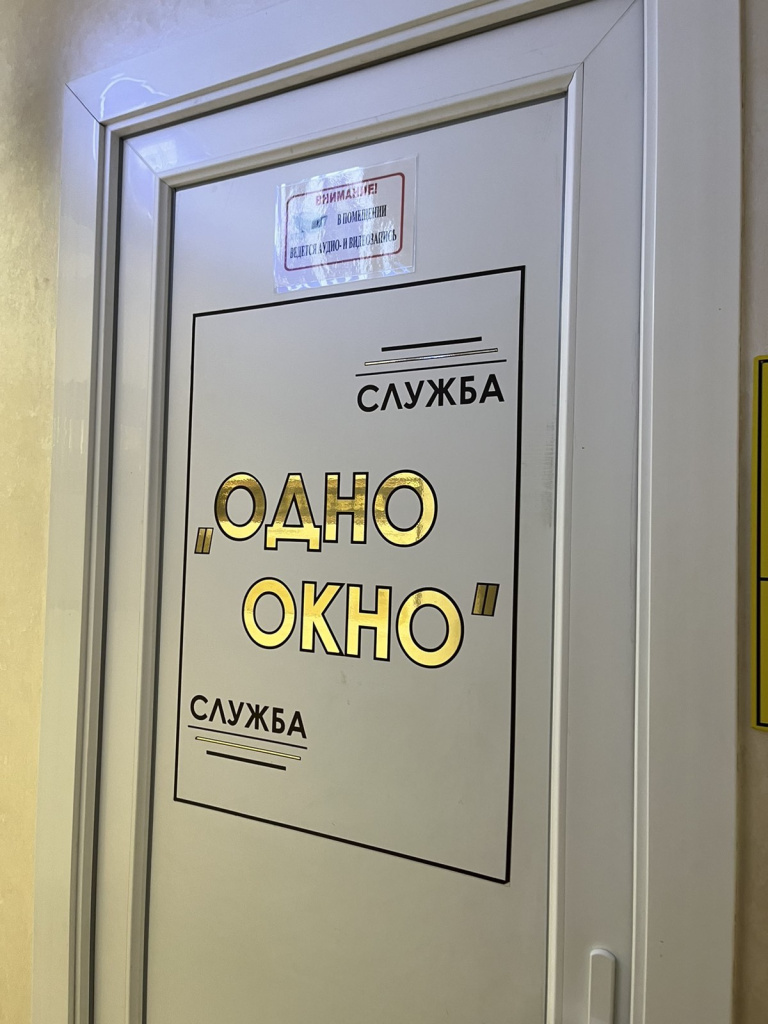 ВНИМАНИЕ!
В ПОМЕЩЕНИИ
ВЕДЕТСЯ АУДИО- И ВИДЕОЗАПИСЬ
СЛУЖБА
„ОДНО
ОКНО"
СЛУЖБА